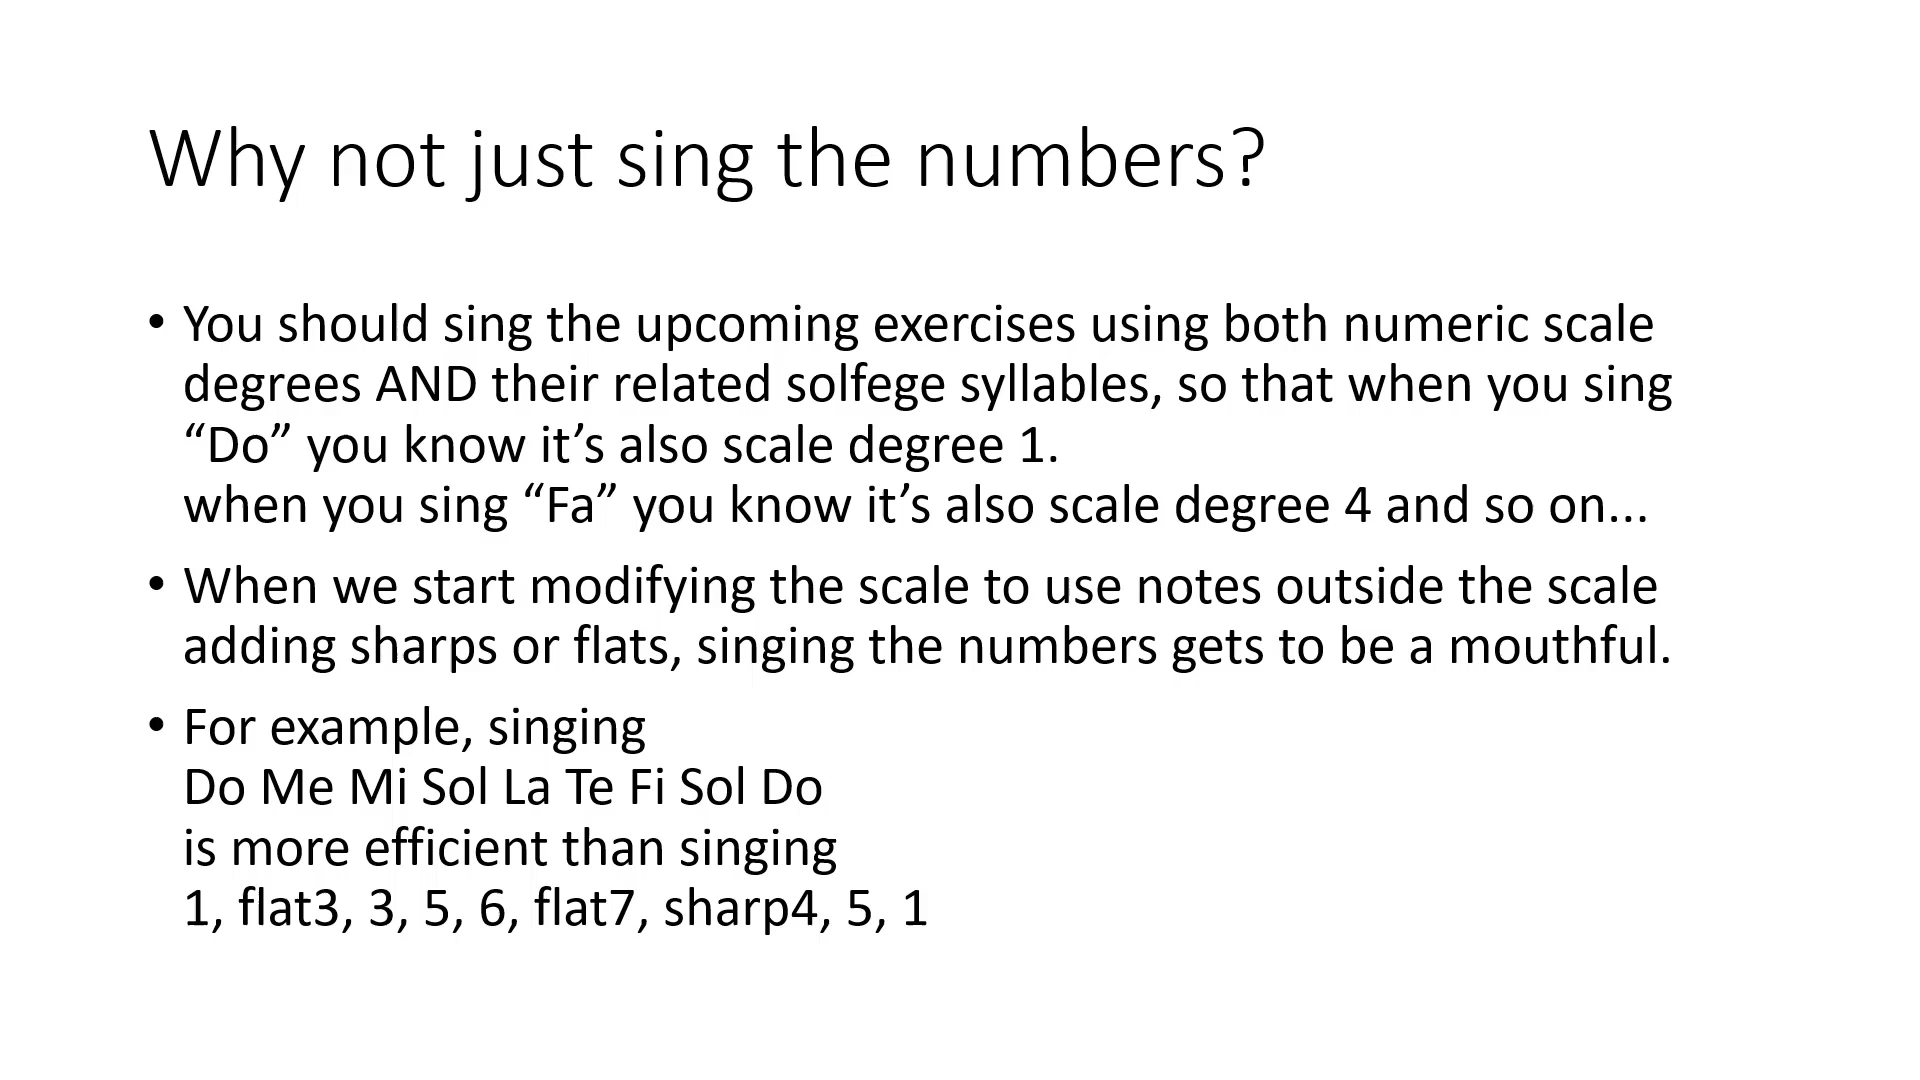 Why not just sing the numbers?
• You should sing the upcoming exercises using both numeric scale
degrees AND their related solfege syllables, so that when you sing
“Do” you know it’s also scale degree 1.
when you sing “Fa” you know it’s also scale degree 4 and so on...
• When we start modifying the scale to use notes outside the scale
adding sharps or flats, singing the numbers gets to be a mouthful.
• For example, singing
Do Me Mi Sol La Te Fi Sol Do
is more efficient than singing
1, flat3, 3, 5, 6, flat7, sharp4, 5, 1